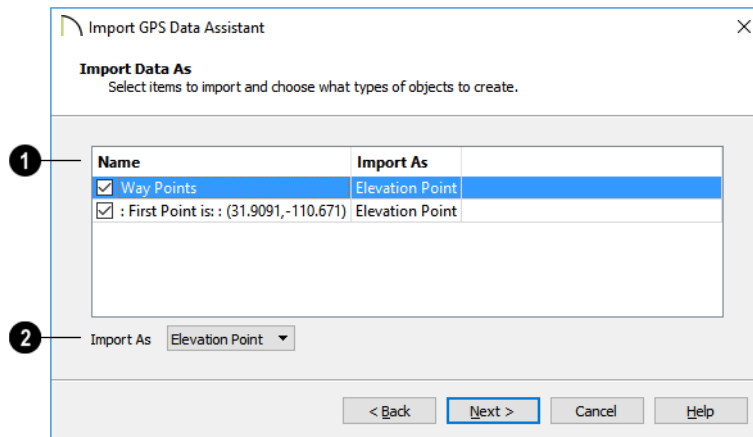 Import GPS Data Assistant
Import Data As
Select items to import and choose what types of objects to create.
1
Name Import As
Way Points Elevation Point
: First Point is: : (31.9091,-110.671) Elevation Point
2
Import As Elevation Point
< Back Next > Cancel Help